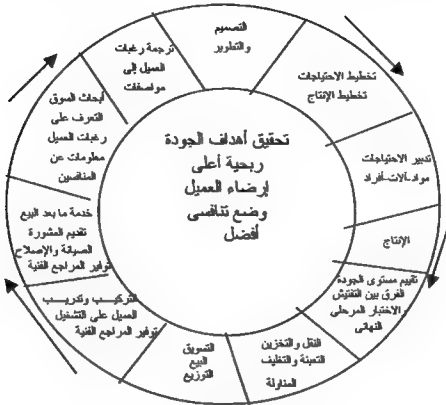 التصميم
والتطوير
تخطيط الاحتياجات
تخطيط الإنتاج
تدبير الاحتياجات
مواد-آلات-أفراد
الإنتاج
تقييم مستوى الجودة
الفرق بين التفتيش
والاختبار المرحلى
النهائى
النقل والتخزين
التعبئة والتغليف
المناولة
التسويق
البيع
التوزيع
التركيب وتدريب
العميل على التشغيل
توفير المراجع الفنية
خدمة ما بعد البيع
تقديم المشورة
الصيانة والإصلاح
توفير المراجع الفنية
أبحاث السوق
التعرف على
رغبات العميل
معلومات عن
المنافسين
ترجمة رغبات
العميل إلى
مواصفات
تحقيق أهداف الجودة
ربحية أعلى
إرضاء العميل
وضع تنافسى
أفضل